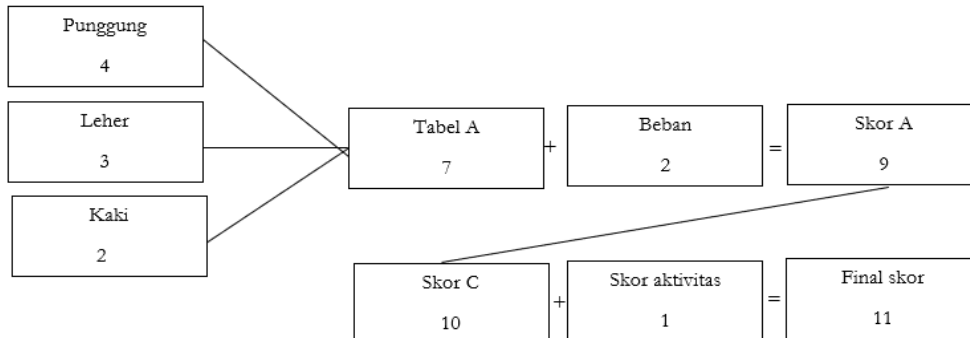 Punggung
4
Leher
3
Kaki
2
Tabel A
7
+
Beban
2
=
Skor A
9
Skor C
10
+
Skor aktivitas
1
=
Final skor
11